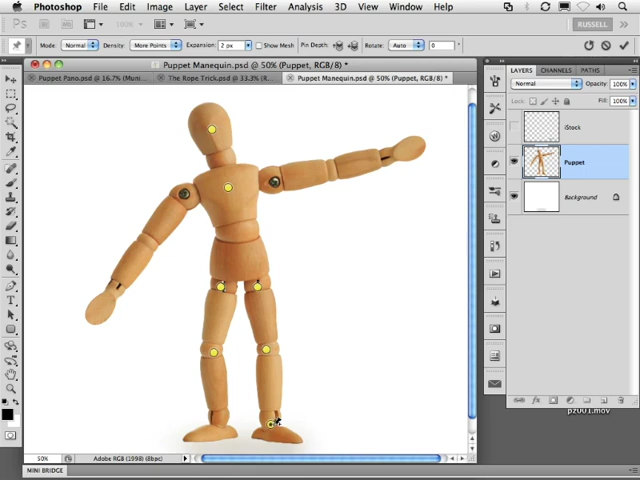 Photoshop File Edit Image Layer Select Filter Analysis 3D View Window Help
Ps 100% RUSSELL
Mode: Normal Density: More Points Expansion: 2 px Show Mesh Pin Depth: Rotate: Auto 0 °
Puppet Manequin.psd @ 50% (Puppet, RGB/8) *
Puppet Pano.psd @ 16.7% (Muni... The Rope Trick.psd @ 33.3% (R... Puppet Manequin.psd @ 50% (Puppet, RGB/8) *
LAYERS CHANNELS PATHS
Normal Opacity: 100%
Lock: Fill: 100%
iStock
Puppet
Background
pz001.mov
50% Adobe RGB (1998) (8bpc)
MINI BRIDGE